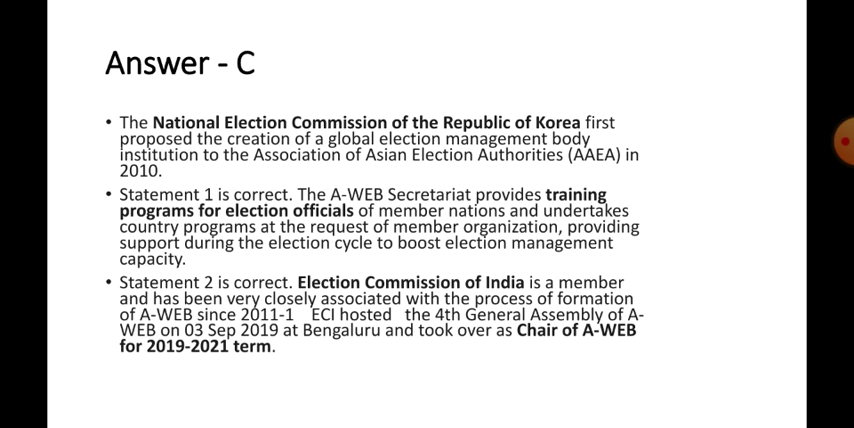 Answer - C
• The National Election Commission of the Republic of Korea first
proposed the creation of a global election management body
institution to the Association of Asian Election Authorities (AAEA) in
2010.
• Statement 1 is correct. The A-WEB Secretariat provides training
programs for election officials of member nations and undertakes
country programs at the request of member organization, providing
support during the election cycle to boost election management
capacity.
• Statement 2 is correct. Election Commission of India is a member
and has been very closely associated with the process of formation
of A-WEB since 2011-1 ECI hosted the 4th General Assembly of A-
WEB on 03 Sep 2019 at Bengaluru and took over as Chair of A-WEB
for 2019-2021 term.